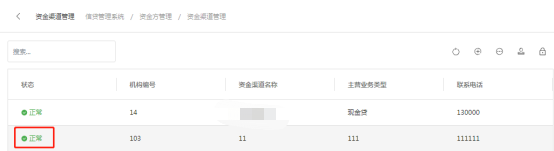 资金渠道管理 信贷管理系统 / 资金方管理 / 资金渠道管理
搜索...
状态 机构编号 资金渠道名称 主营业务类型 联系电话
正常 14 现金贷 130000
正常 103 11 111 111111